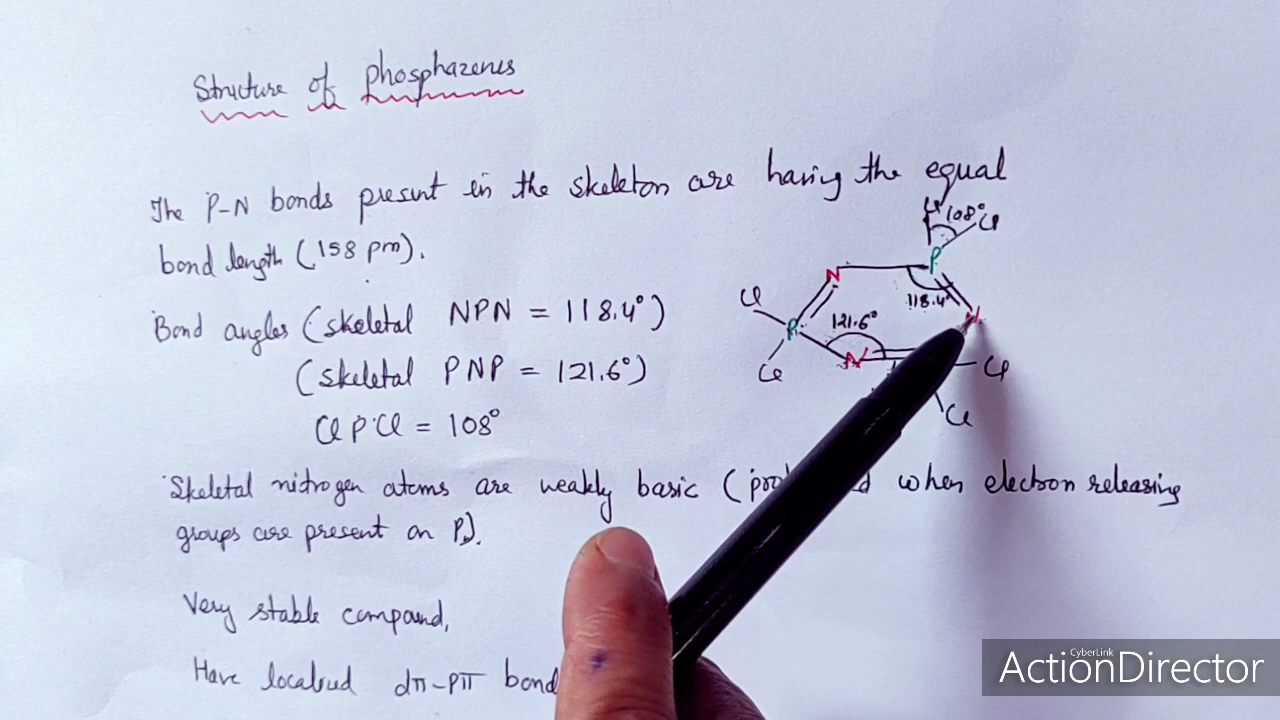 Structure of Phosphazenes
The P-N bonds present in the skeleton are having the equal
bond length (158 pm).
Bond angles (skeletal NPN = 118.4°)
(skeletal PNP = 121.6°)
Cl P Cl = 108°
Skeletal nitrogen atoms are weakly basic ( when electron releasing
groups are present on P).
Very stable compound,
Have dπ-pπ bond
Cl 108° Cl
N P
118.4°
Cl N
P 121.6°
N Cl
Cl
Cl
CyberLink
ActionDirector